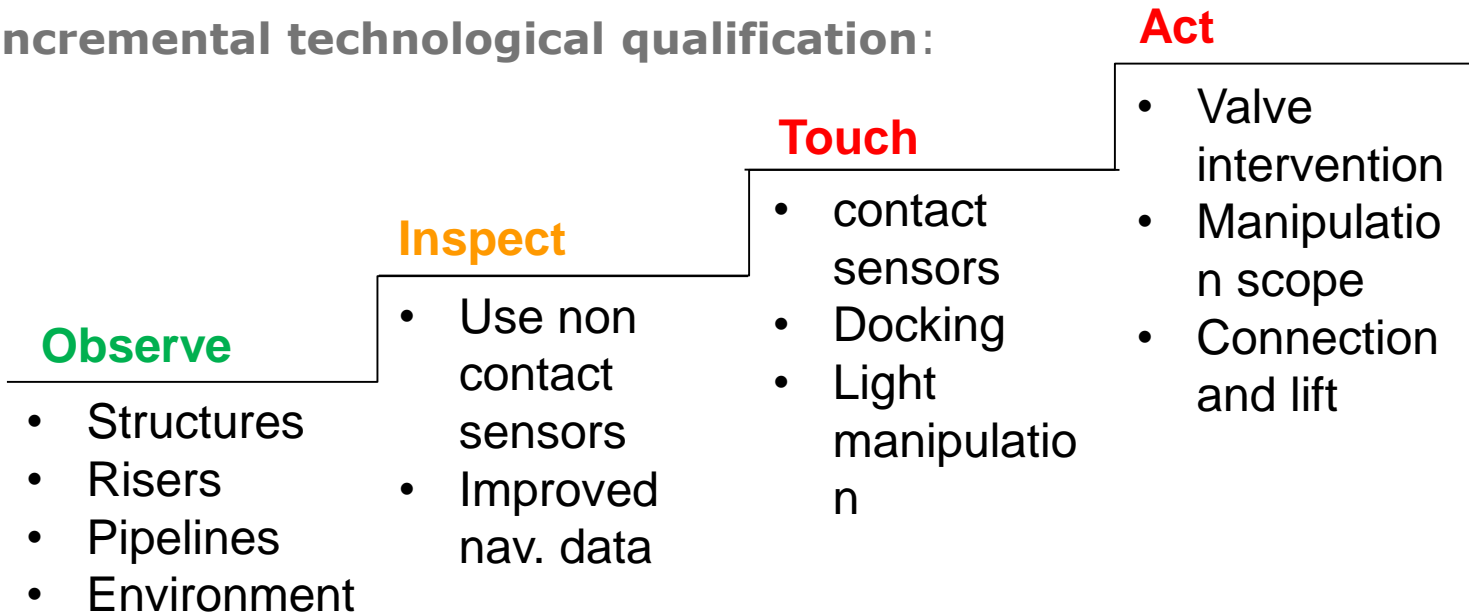 ncremental technological qualification:
Observe
• Structures
• Risers
• Pipelines
• Environment
Inspect
• Use non
contact
sensors
• Improved
nav. data
Touch
• contact
sensors
• Docking
• Light
manipulatio
n
Act
• Valve
intervention
• Manipulatio
n scope
• Connection
and lift